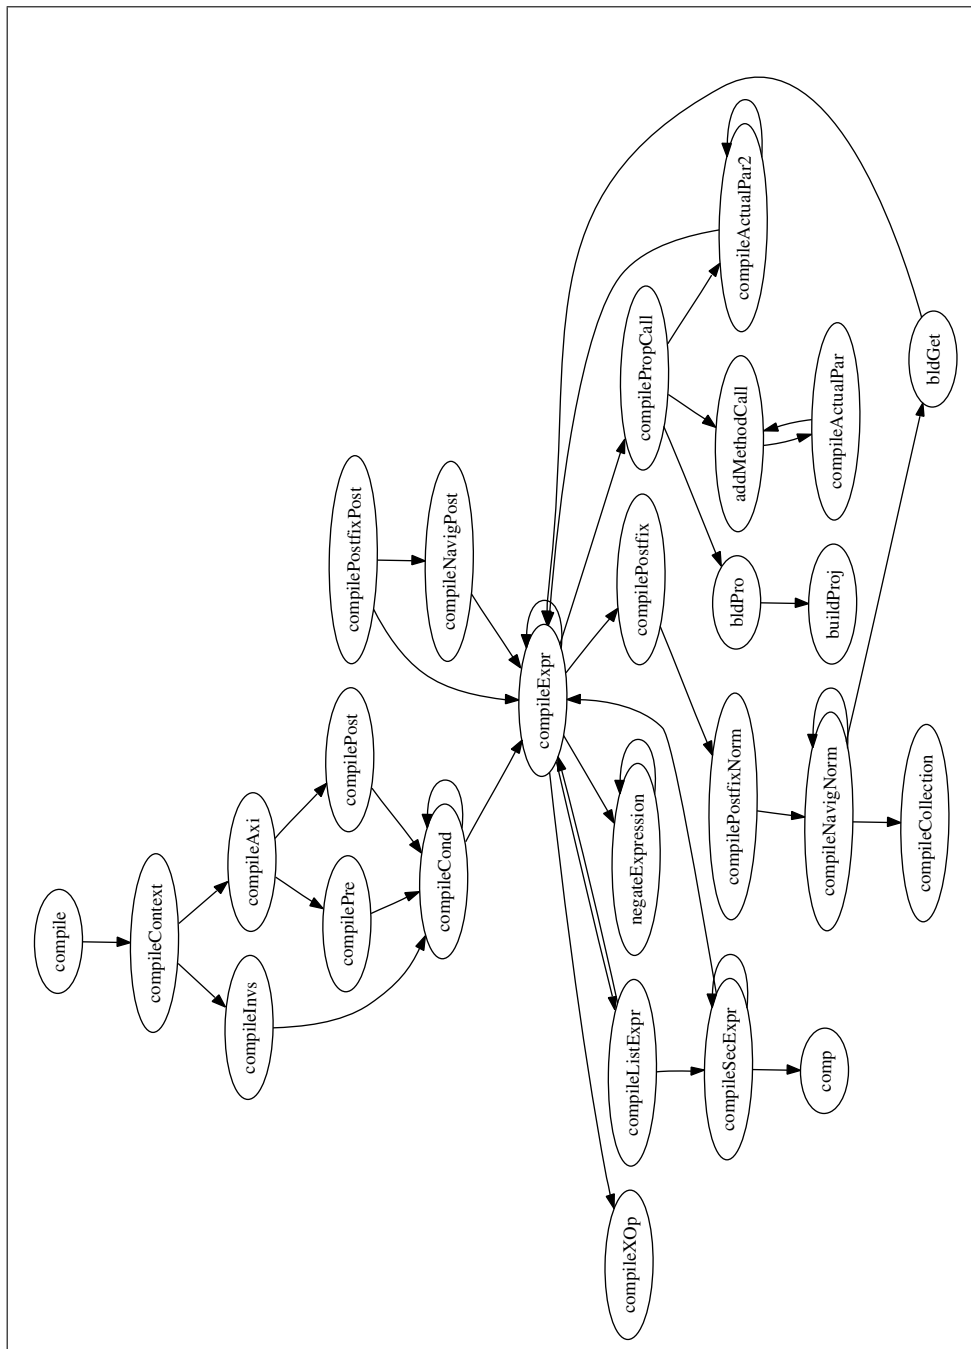 compile
compileContext
compileInvs
compileAxi
compilePre
compilePost
compilePostfixPost
compileCond
compileNavigPost
compileExpr
compileXOp
compileListExpr
negateExpression
compilePostfix
compilePropCall
compileSecExpr
compilePostfixNorm
bldPro
addMethodCall
compileActualPar2
comp
compileNavigNorm
buildProj
compileActualPar
compileCollection
bldGet